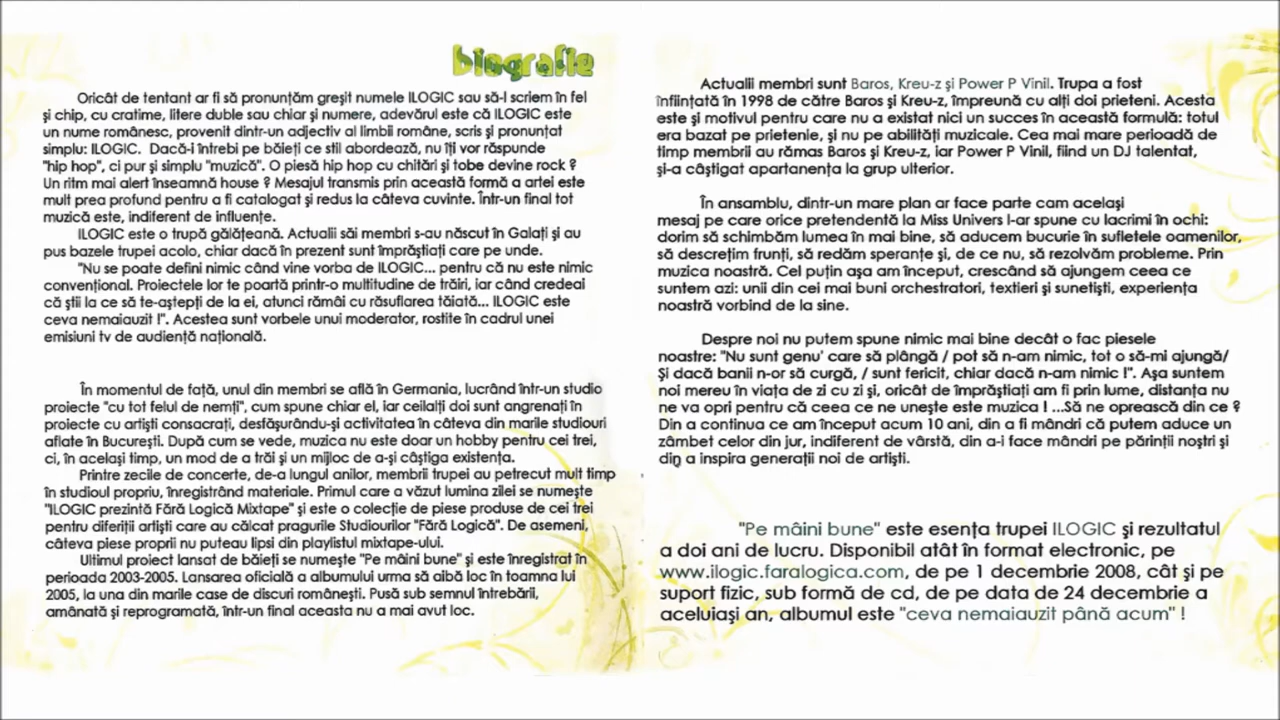 biografie
Oricât de tentant ar fi să pronunțăm greșit numele ILOGIC sau să-l scriem în fel
și chip, cu cratime, litere duble sau chiar și numere, adevărul este că ILOGIC este
un nume românesc, provenit dintr-un adjectiv al limbii române, scris și pronunțat
simplu: ILOGIC. Dacă-i întrebi pe băieți ce stil abordează, nu îți vor răspunde
"hip hop", ci pur și simplu "muzică". O piesă hip hop cu chitări și tobe devine rock ?
Un ritm mai alert înseamnă house ? Mesajul transmis prin această formă a artei este
mult prea profund pentru a fi catalogat și redus la câteva cuvinte. Într-un final tot
muzică este, indiferent de influențe.
ILOGIC este o trupă gălățeană. Actualii săi membri s-au născut în Galați și au
pus bazele trupei acolo, chiar dacă în prezent sunt împrăștiați care pe unde.
"Nu se poate defini nimic când vine vorba de ILOGIC... pentru că nu este nimic
convențional. Proiectele lor te poartă printr-o multitudine de trăiri, iar când credeai
că știi la ce să te-aștepți de la ei, atunci rămâi cu răsuflarea tăiată... ILOGIC este
ceva nemaiauzit !". Acestea sunt vorbele unui moderator, rostite în cadrul unei
emisiuni tv de audiență națională.
În momentul de față, unul din membri se află în Germania, lucrând într-un studio
proiecte "cu tot felul de nemți", cum spune chiar el, iar ceilalți doi sunt angrenați în
proiecte cu artiști consacrați, desfășurându-și activitatea în câteva din marile studiouri
aflate în București. După cum se vede, muzica nu este doar un hobby pentru cei trei,
ci, în același timp, un mod de a trăi și un mijloc de a-și câștiga existența.
Printre zecile de concerte, de-a lungul anilor, membrii trupei au petrecut mult timp
în studioul propriu, înregistrând materiale. Primul care a văzut lumina zilei se numește
"ILOGIC prezintă Fără Logică Mixtape" și este o colecție de piese produse de cei trei
pentru diferiții artiști care au călcat pragurile Studiourilor "Fără Logică". De asemeni,
câteva piese proprii nu puteau lipsi din playlistul mixtape-ului.
Ultimul proiect lansat de băieți se numește "Pe mâini bune" și este înregistrat în
perioada 2003-2005. Lansarea oficială a albumului urma să aibă loc în toamna lui
2005, la una din marile case de discuri românești. Pusă sub semnul întrebării,
amânată și reprogramată, într-un final aceasta nu a mai avut loc.
Actualii membri sunt Baros, Kreu-z și Power P Vinil. Trupa a fost
înființată în 1998 de către Baros și Kreu-z, împreună cu alți doi prieteni. Acesta
este și motivul pentru care nu a existat nici un succes în această formulă: totul
era bazat pe prietenie, și nu pe abilități muzicale. Cea mai mare perioadă de
timp membrii au rămas Baros și Kreu-z, iar Power P Vinil, fiind un DJ talentat,
și-a câștigat apartenența la grup ulterior.
În ansamblu, dintr-un mare plan ar face parte cam același
mesaj pe care orice pretendentă la Miss Univers l-ar spune cu lacrimi în ochi:
dorim să schimbăm lumea în mai bine, să aducem bucurie în sufletele oamenilor,
să descrețim frunți, să redăm speranțe și, de ce nu, să rezolvăm probleme. Prin
muzica noastră. Cel puțin așa am început, crescând să ajungem ceea ce
suntem azi: unii din cei mai buni orchestratori, textieri și sunetiști, experiența
noastră vorbind de la sine.
Despre noi nu putem spune nimic mai bine decât o fac piesele
noastre: "Nu sunt genu' care să plângă / pot să n-am nimic, tot o să-mi ajungă/
Și dacă banii n-or să curgă, / sunt fericit, chiar dacă n-am nimic !". Așa suntem
noi mereu în viața de zi cu zi și, oricât de împrăștiați am fi prin lume, distanța nu
ne va opri pentru că ceea ce ne unește este muzica ! ...Să ne oprească din ce ?
Din a continua ce am început acum 10 ani, din a fi mândri că putem aduce un
zâmbet celor din jur, indiferent de vârstă, din a-i face mândri pe părinții noștri și
din a inspira generații noi de artiști.
"Pe mâini bune" este esența trupei ILOGIC și rezultatul
a doi ani de lucru. Disponibil atât în format electronic, pe
www.ilogic.faralogica.com, de pe 1 decembrie 2008, cât și pe
suport fizic, sub formă de cd, de pe data de 24 decembrie a
aceluiași an, albumul este "ceva nemaiauzit până acum" !